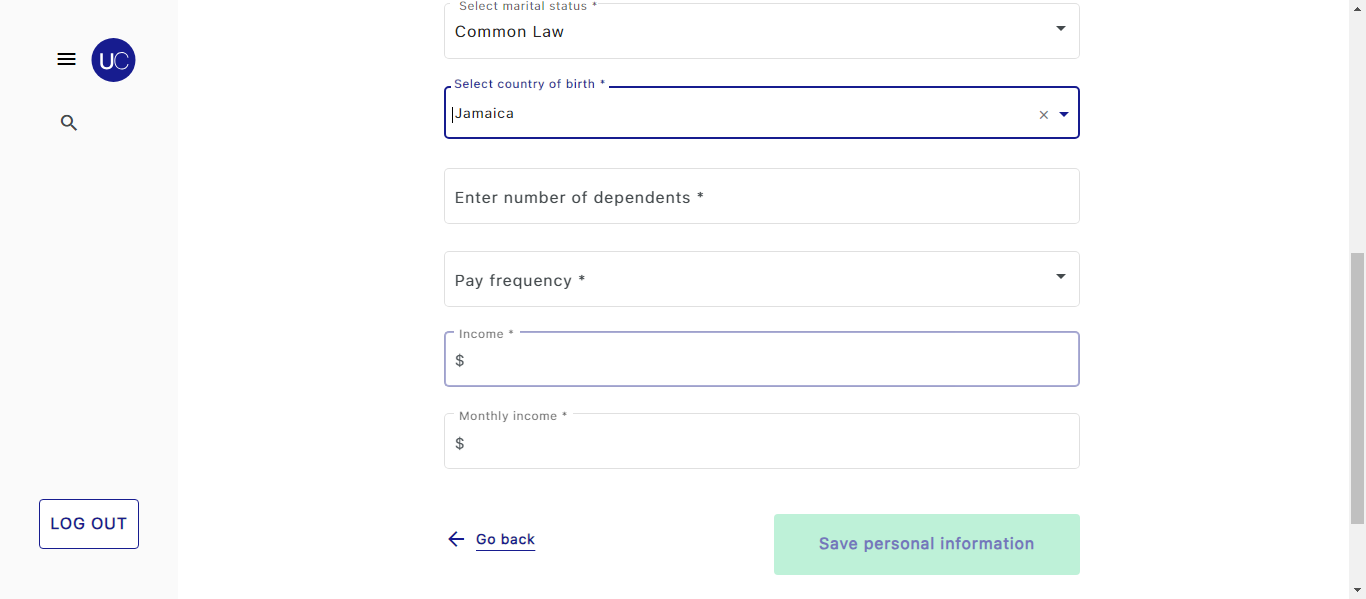 Select marital status *
Common Law
UC
Select country of birth *
Jamaica
Enter number of dependents *
Pay frequency *
Income *
$
Monthly income *
$
LOG OUT
Go back
Save personal information